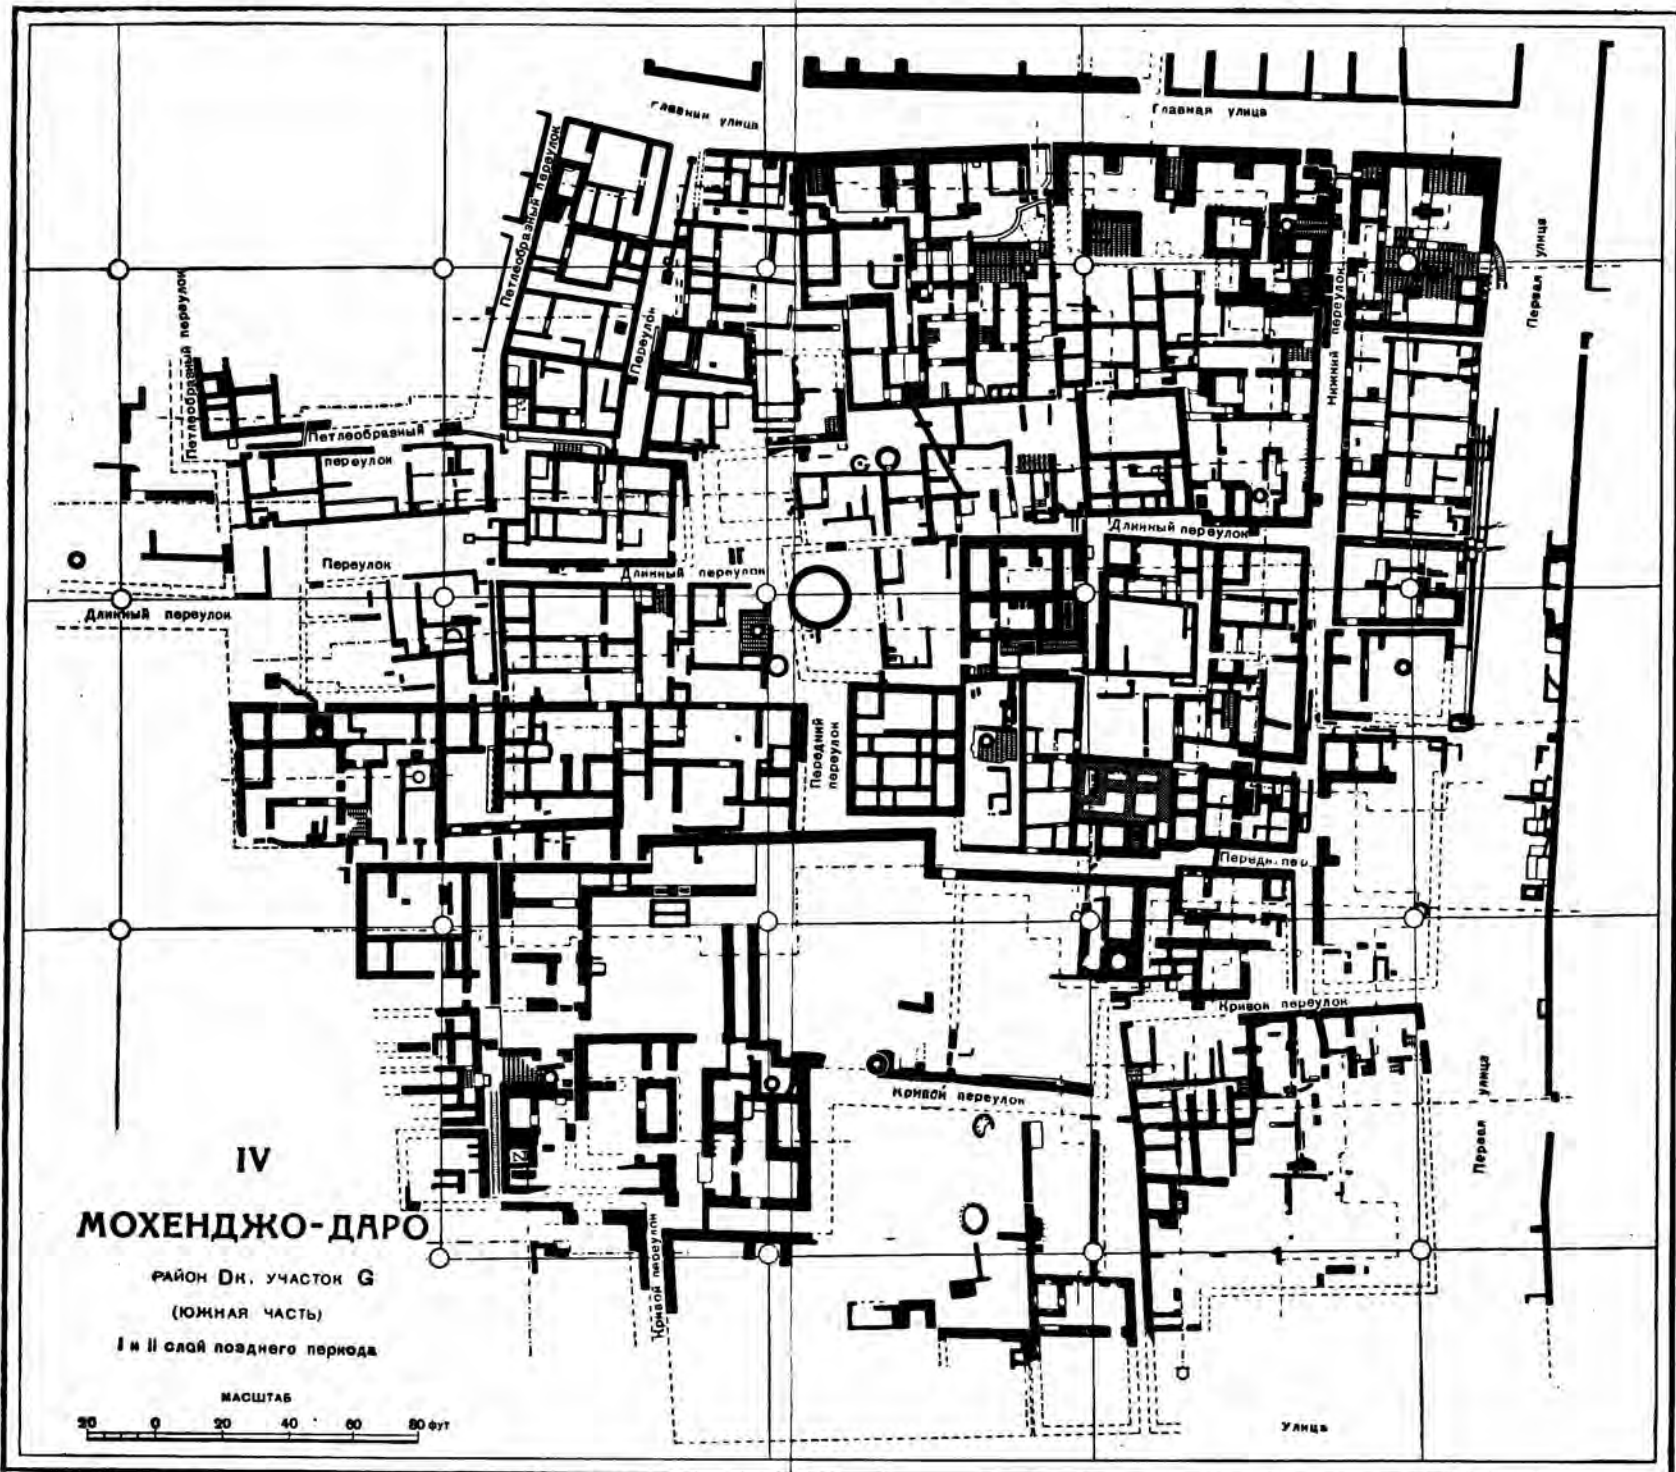 Главная улица
Главная улица
Петлеобразный переулок
Переулок
Нижний переулок
Первая улица
Петлеобразный переулок
Петлеобразный
переулок
Переулок
Длинный переулок
Длинный переулок
Длинный переулок
Передний
переулок
Передн. пер
Кривой переулок
Кривой переулок
Кривой переулок
Первая улица
IV
МОХЕНДЖО-ДАРО
РАЙОН DK, УЧАСТОК G
(ЮЖНАЯ ЧАСТЬ)
I и II слой позднего периода
МАСШТАБ
20 0 20 40 60 80 фут
Улица